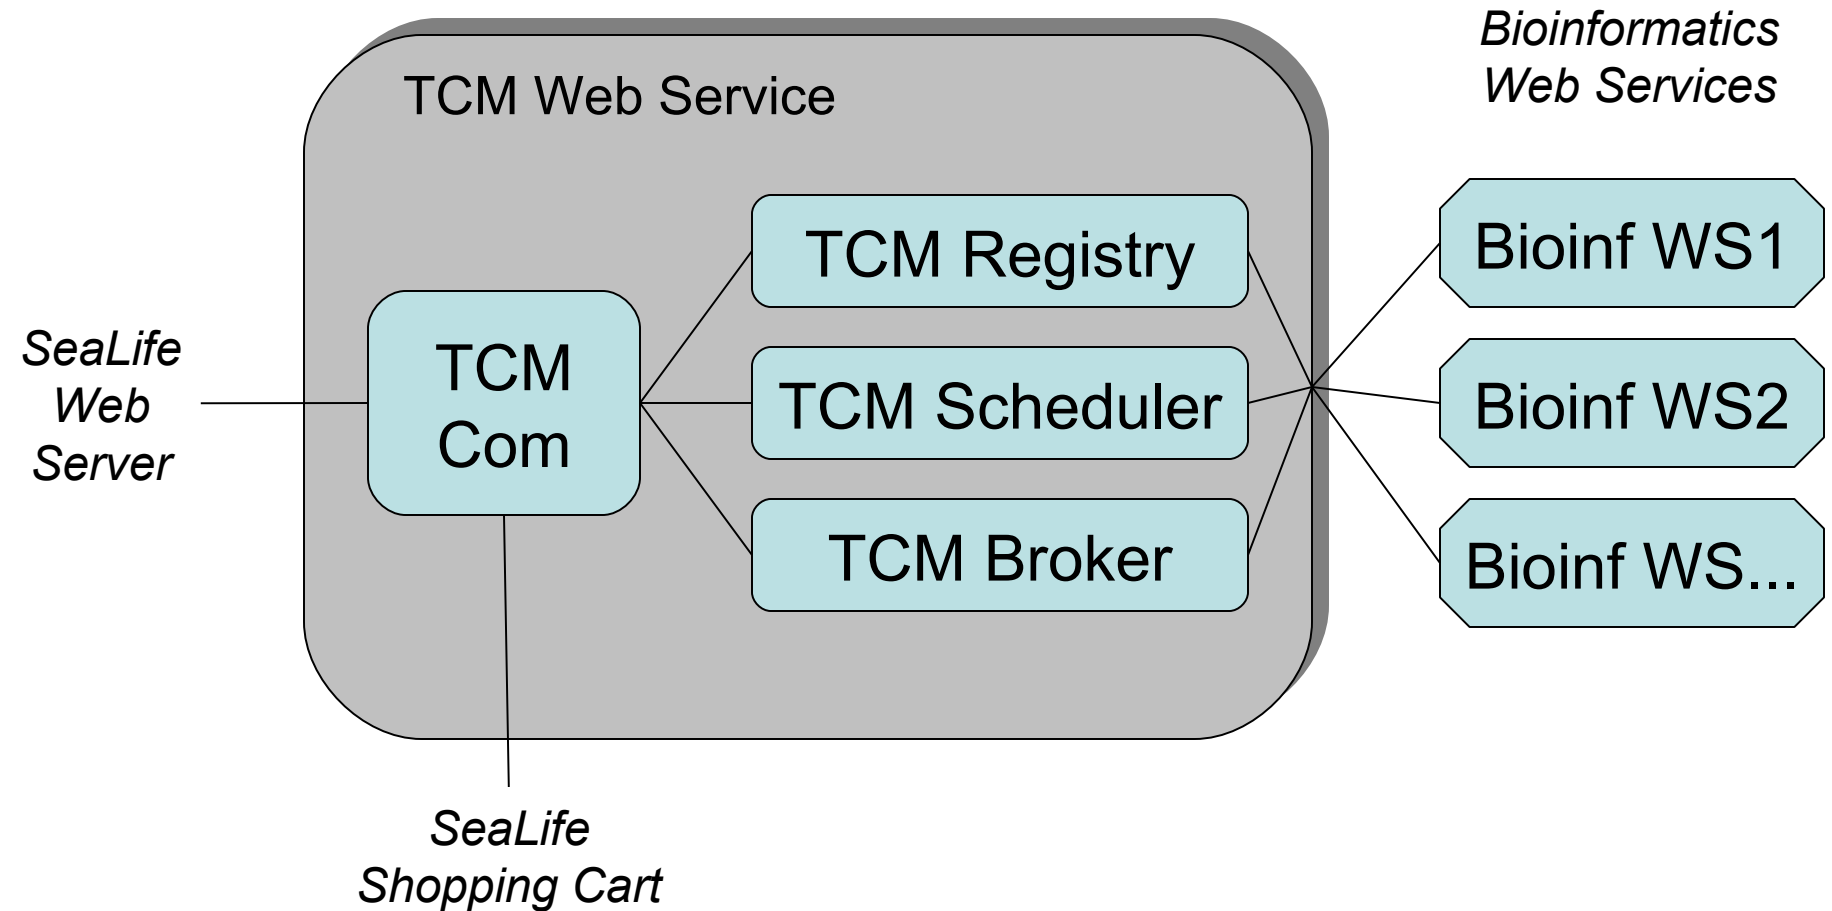 Bioinformatics
Web Services
TCM Web Service
TCM Registry
TCM Scheduler
TCM Broker
TCM
Com
SeaLife
Web
Server
SeaLife
Shopping Cart
Bioinf WS1
Bioinf WS2
Bioinf WS...